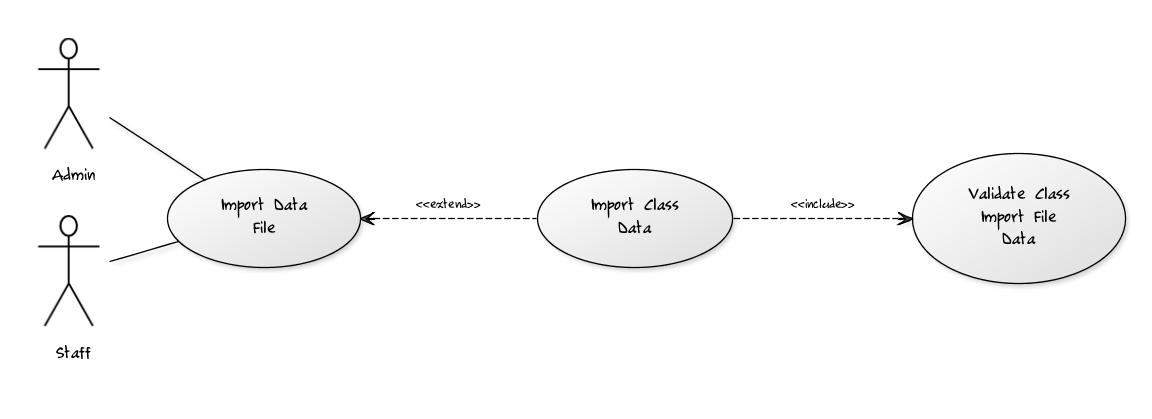 Admin
Staff
Import Data
File
<<extend>>
Import Class
Data
<<include>>
Validate Class
Import File
Data